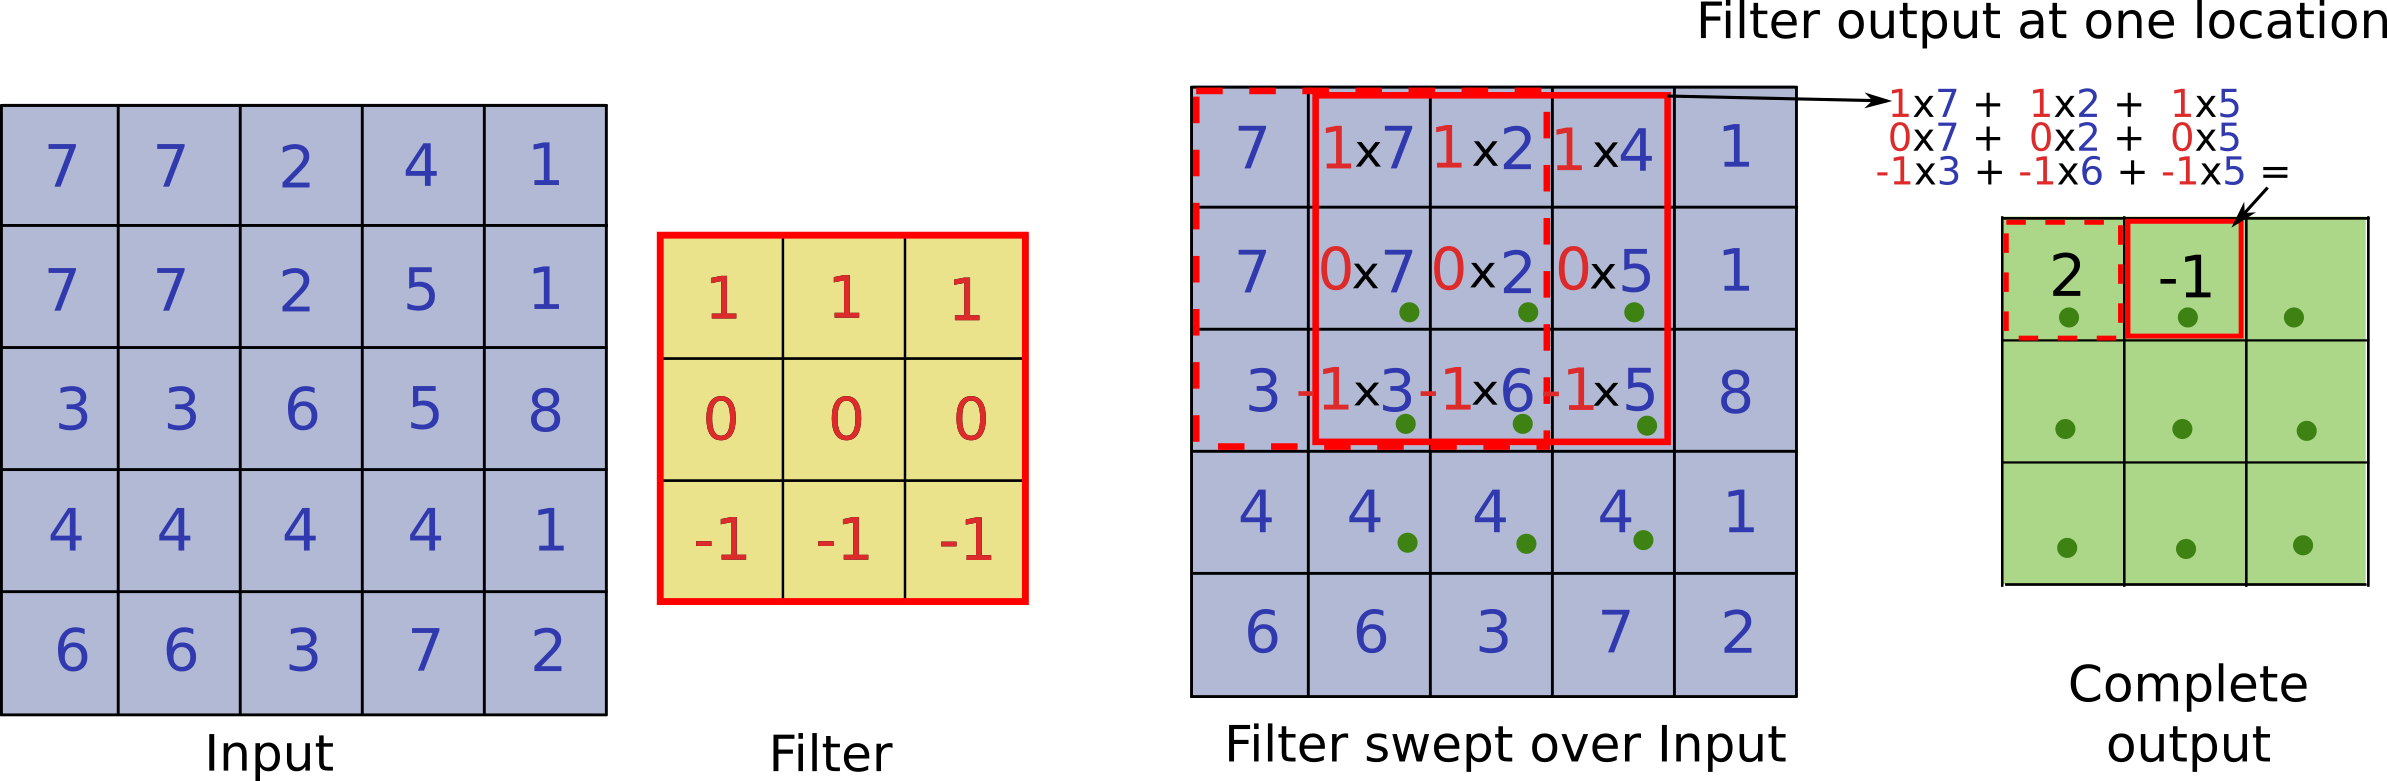 Filter output at one location
1x7 + 1x2 + 1x5
0x7 + 0x2 + 0x5
-1x3 + -1x6 + -1x5 =
7 7 2 4 1
7 7 2 5 1
3 3 6 5 8
4 4 4 4 1
6 6 3 7 2
Input
1 1 1
0 0 0
-1 -1 -1
Filter
7 1x7 1x2 1x4 1
7 0x7 0x2 0x5 1
3 -1x3 -1x6 -1x5 8
4 4 4 4 1
6 6 3 7 2
Filter swept over Input
2 -1
Complete
output